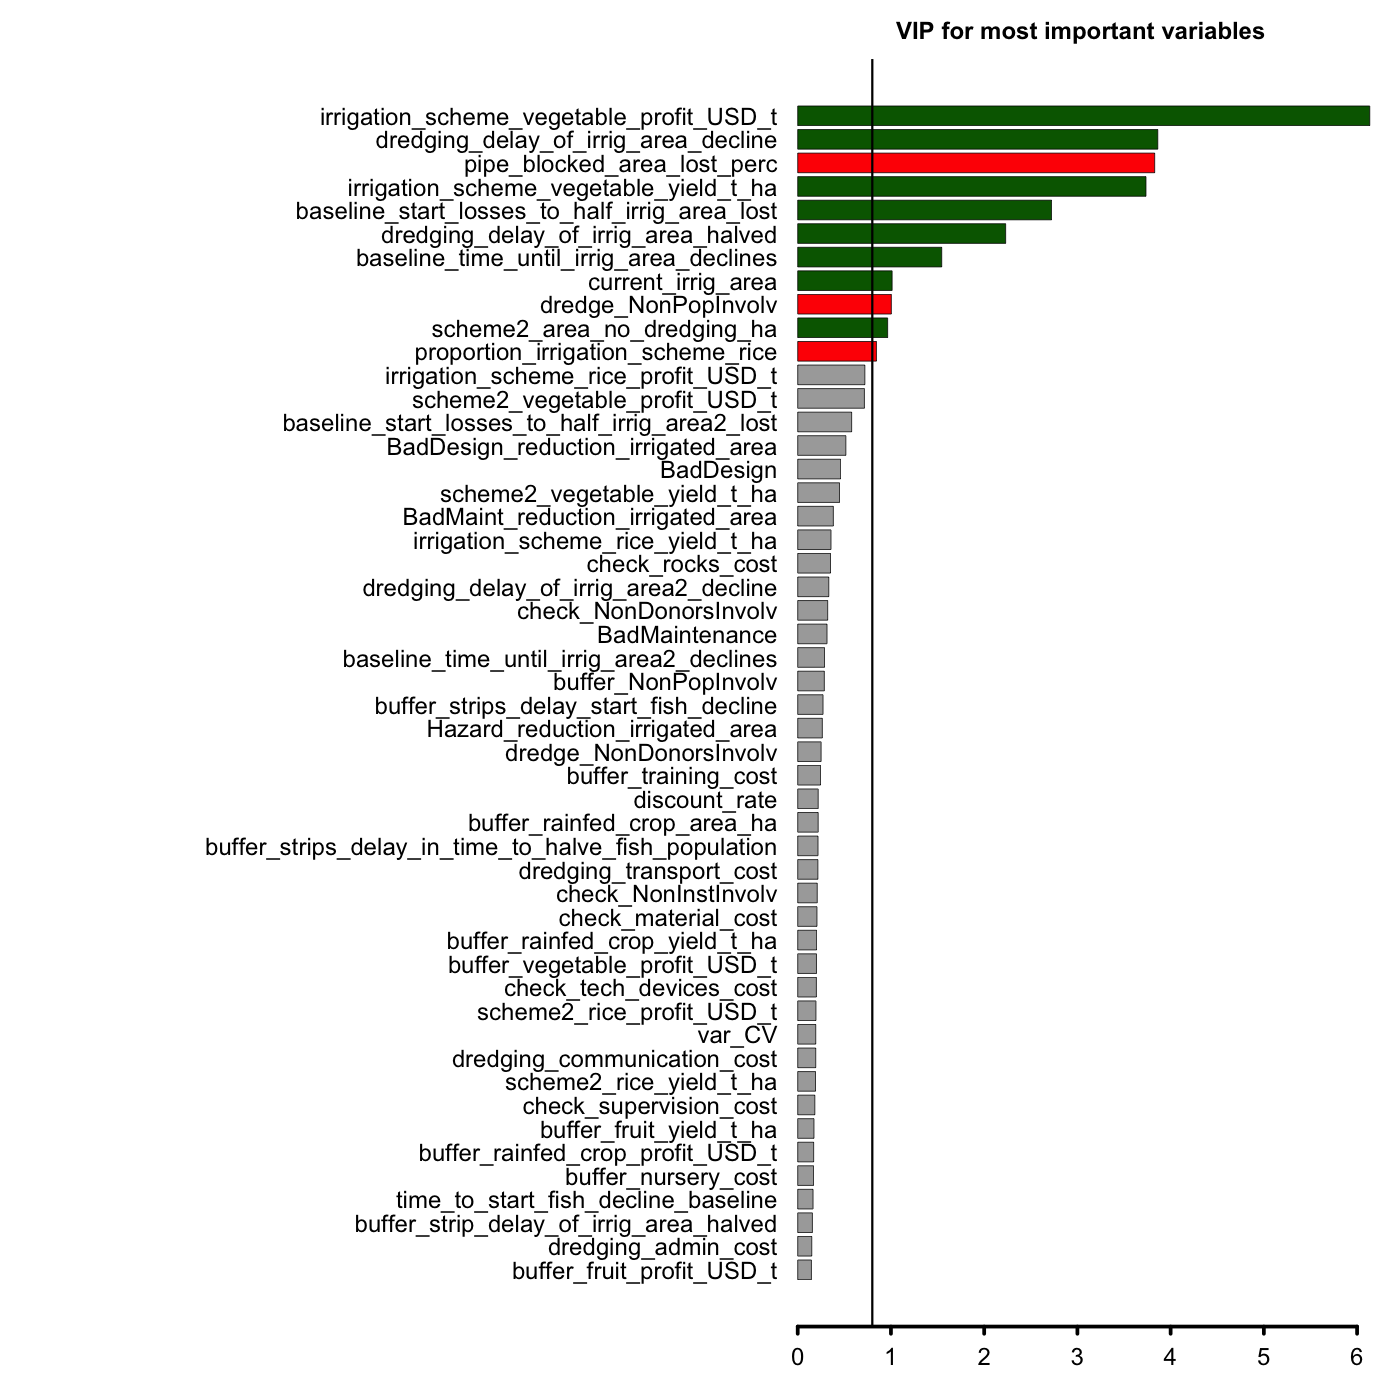 VIP for most important variables
irrigation_scheme_vegetable_profit_USD_t
dredging_delay_of_irrig_area_decline
pipe_blocked_area_lost_perc
irrigation_scheme_vegetable_yield_t_ha
baseline_start_losses_to_half_irrig_area_lost
dredging_delay_of_irrig_area_halved
baseline_time_until_irrig_area_declines
current_irrig_area
dredge_NonPopInvolv
scheme2_area_no_dredging_ha
proportion_irrigation_scheme_rice
irrigation_scheme_rice_profit_USD_t
scheme2_vegetable_profit_USD_t
baseline_start_losses_to_half_irrig_area2_lost
BadDesign_reduction_irrigated_area
BadDesign
scheme2_vegetable_yield_t_ha
BadMaint_reduction_irrigated_area
irrigation_scheme_rice_yield_t_ha
check_rocks_cost
dredging_delay_of_irrig_area2_decline
check_NonDonorsInvolv
BadMaintenance
baseline_time_until_irrig_area2_declines
buffer_NonPopInvolv
buffer_strips_delay_start_fish_decline
Hazard_reduction_irrigated_area
dredge_NonDonorsInvolv
buffer_training_cost
discount_rate
buffer_rainfed_crop_area_ha
buffer_strips_delay_in_time_to_halve_fish_population
dredging_transport_cost
check_NonInstInvolv
check_material_cost
buffer_rainfed_crop_yield_t_ha
buffer_vegetable_profit_USD_t
check_tech_devices_cost
scheme2_rice_profit_USD_t
var_CV
dredging_communication_cost
scheme2_rice_yield_t_ha
check_supervision_cost
buffer_fruit_yield_t_ha
buffer_rainfed_crop_profit_USD_t
buffer_nursery_cost
time_to_start_fish_decline_baseline
buffer_strip_delay_of_irrig_area_halved
dredging_admin_cost
buffer_fruit_profit_USD_t
0 1 2 3 4 5 6